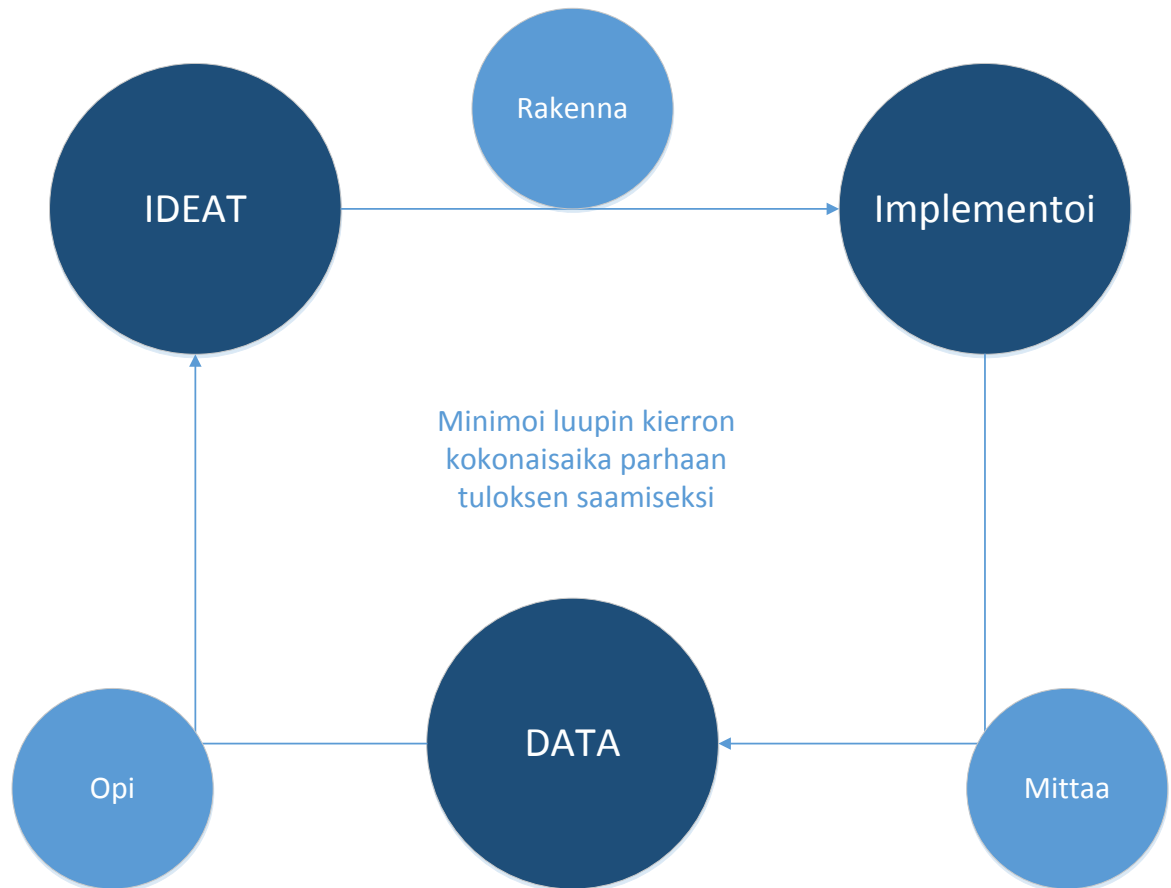 Rakenna
IDEAT
Implementoi
Minimoi luupin kierron
kokonaisaika parhaan
tuloksen saamiseksi
DATA
Opi
Mittaa